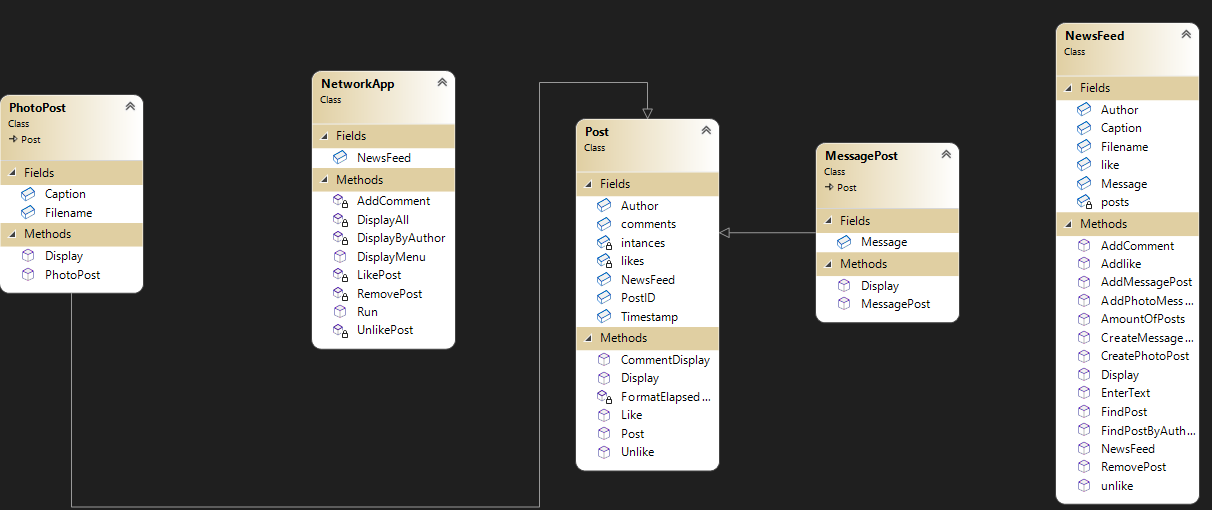 PhotoPost
Class
Post
Fields
Caption
Filename
Methods
Display
PhotoPost
NetworkApp
Class
Fields
NewsFeed
Methods
AddComment
DisplayAll
DisplayByAuthor
DisplayMenu
LikePost
RemovePost
Run
UnlikePost
Post
Class
Fields
Author
comments
intances
likes
NewsFeed
PostID
Timestamp
Methods
CommentDisplay
Display
FormatElapsed...
Like
Post
Unlike
MessagePost
Class
Post
Fields
Message
Methods
Display
MessagePost
NewsFeed
Class
Fields
Author
Caption
Filename
like
Message
posts
Methods
AddComment
Addlike
AddMessagePost
AddPhotoMess...
AmountOfPosts
CreateMessage...
CreatePhotoPost
Display
EnterText
FindPost
FindPostByAuth...
NewsFeed
RemovePost
unlike